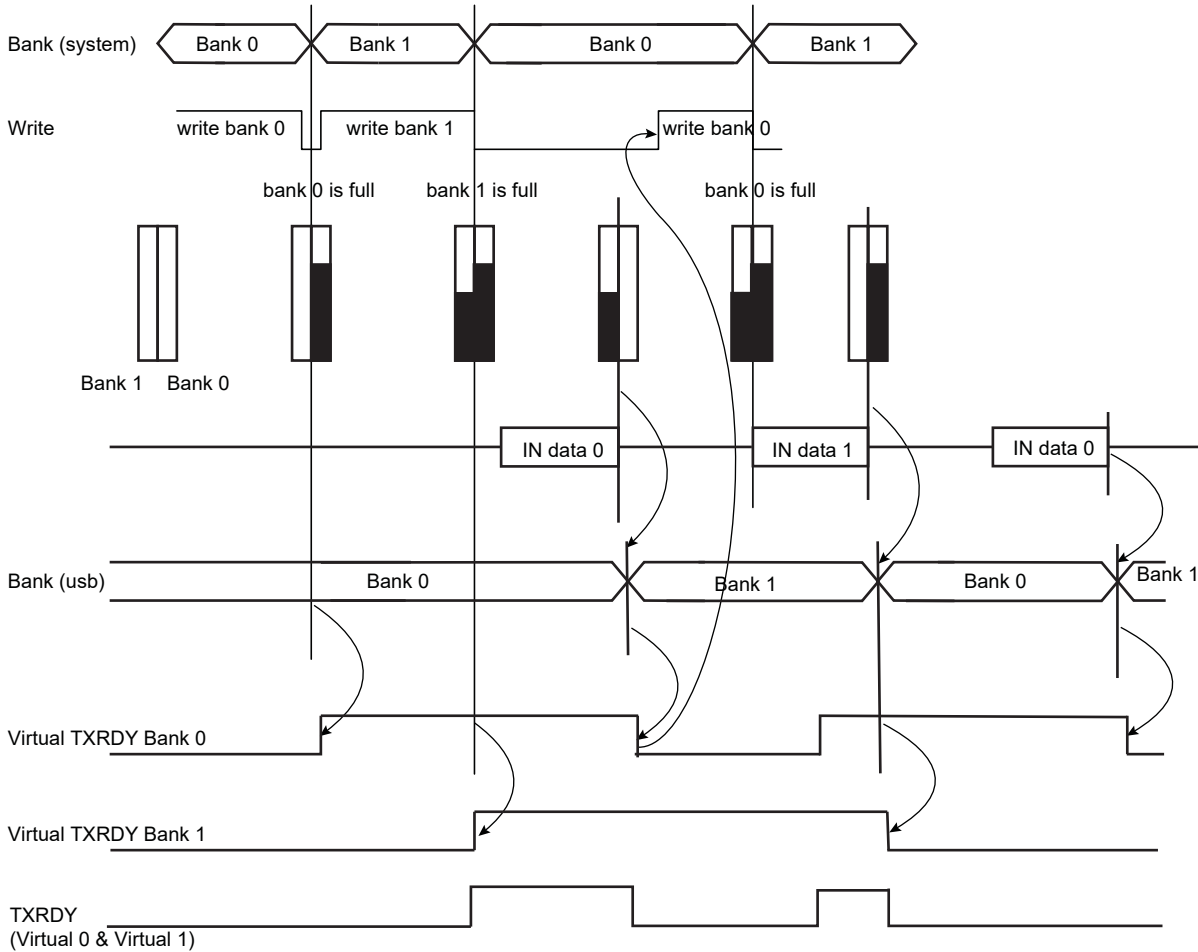 Bank (system)
Bank 0
Bank 1
Bank 0
Bank 1
Write
write bank 0
write bank 1
write bank 0
bank 0 is full
bank 1 is full
bank 0 is full
Bank 1
Bank 0
IN data 0
IN data 1
IN data 0
Bank (usb)
Bank 0
Bank 1
Bank 0
Bank 1
Virtual TXRDY Bank 0
Virtual TXRDY Bank 1
TXRDY
(Virtual 0 & Virtual 1)